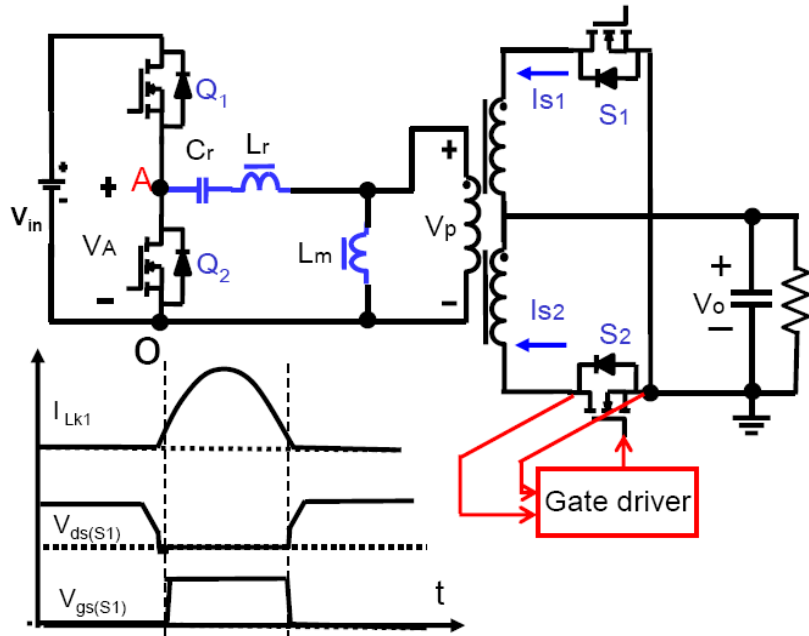 Q1
Is1
S1
Cr
Lr
+
A
+
+
-
Vin
VA
Vp
Lm
Q2
-
-
+
Vo
-
Is2
S2
O
I Lk1
Gate driver
Vds(S1)
Vgs(S1)
t